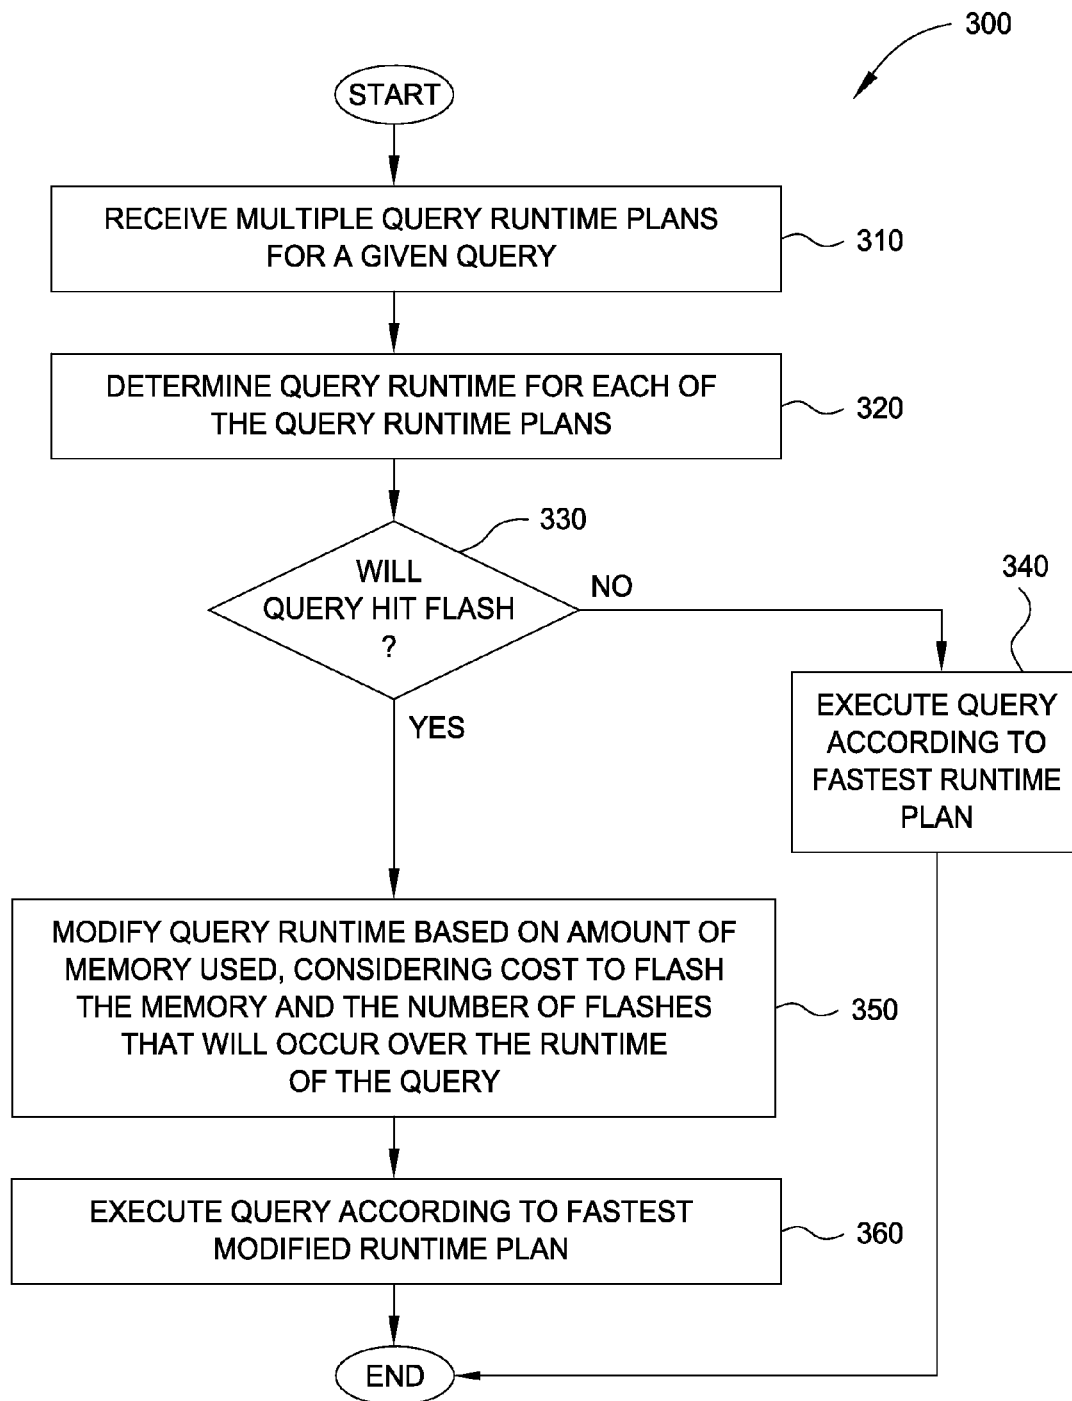 300
START
RECEIVE MULTIPLE QUERY RUNTIME PLANS
FOR A GIVEN QUERY
310
DETERMINE QUERY RUNTIME FOR EACH OF
THE QUERY RUNTIME PLANS
320
330
WILL
QUERY HIT FLASH
?
NO
YES
340
EXECUTE QUERY
ACCORDING TO
FASTEST RUNTIME
PLAN
MODIFY QUERY RUNTIME BASED ON AMOUNT OF
MEMORY USED, CONSIDERING COST TO FLASH
THE MEMORY AND THE NUMBER OF FLASHES
THAT WILL OCCUR OVER THE RUNTIME
OF THE QUERY
350
EXECUTE QUERY ACCORDING TO FASTEST
MODIFIED RUNTIME PLAN
360
END